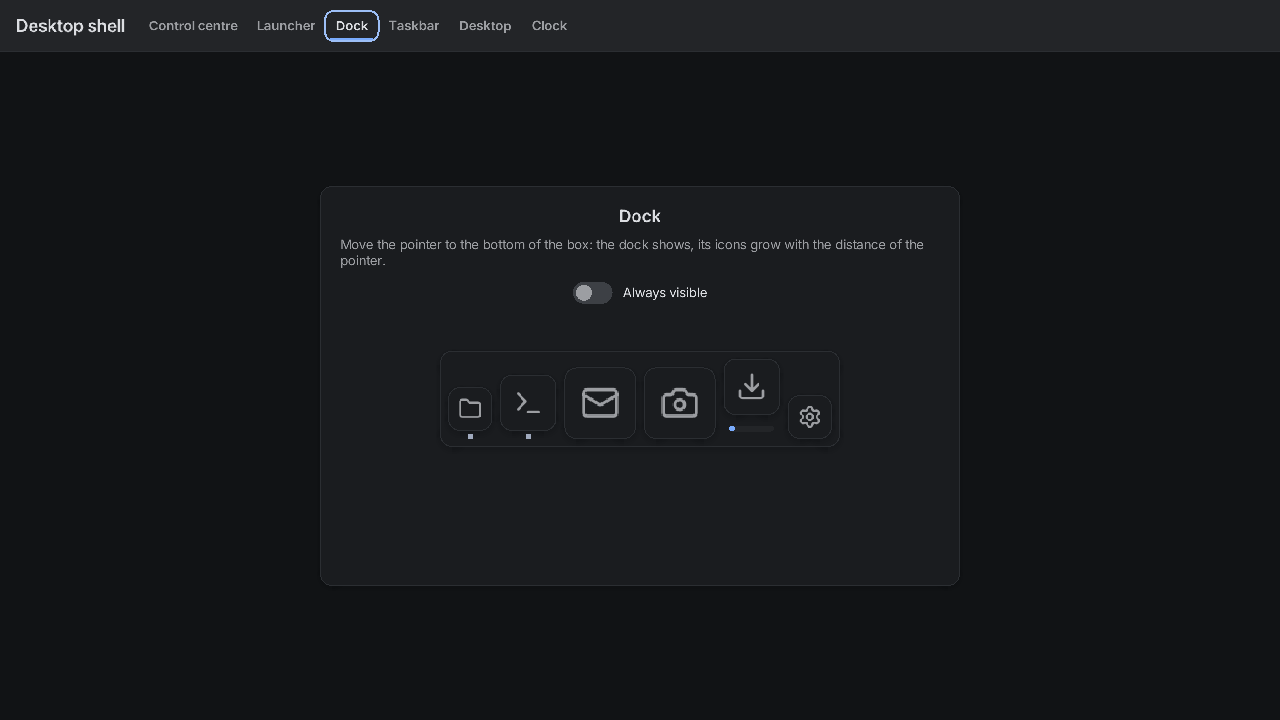 Desktop shell Control centre Launcher Dock Taskbar Desktop Clock
Dock
Move the pointer to the bottom of the box: the dock shows, its icons grow with the distance of the
pointer.
Always visible